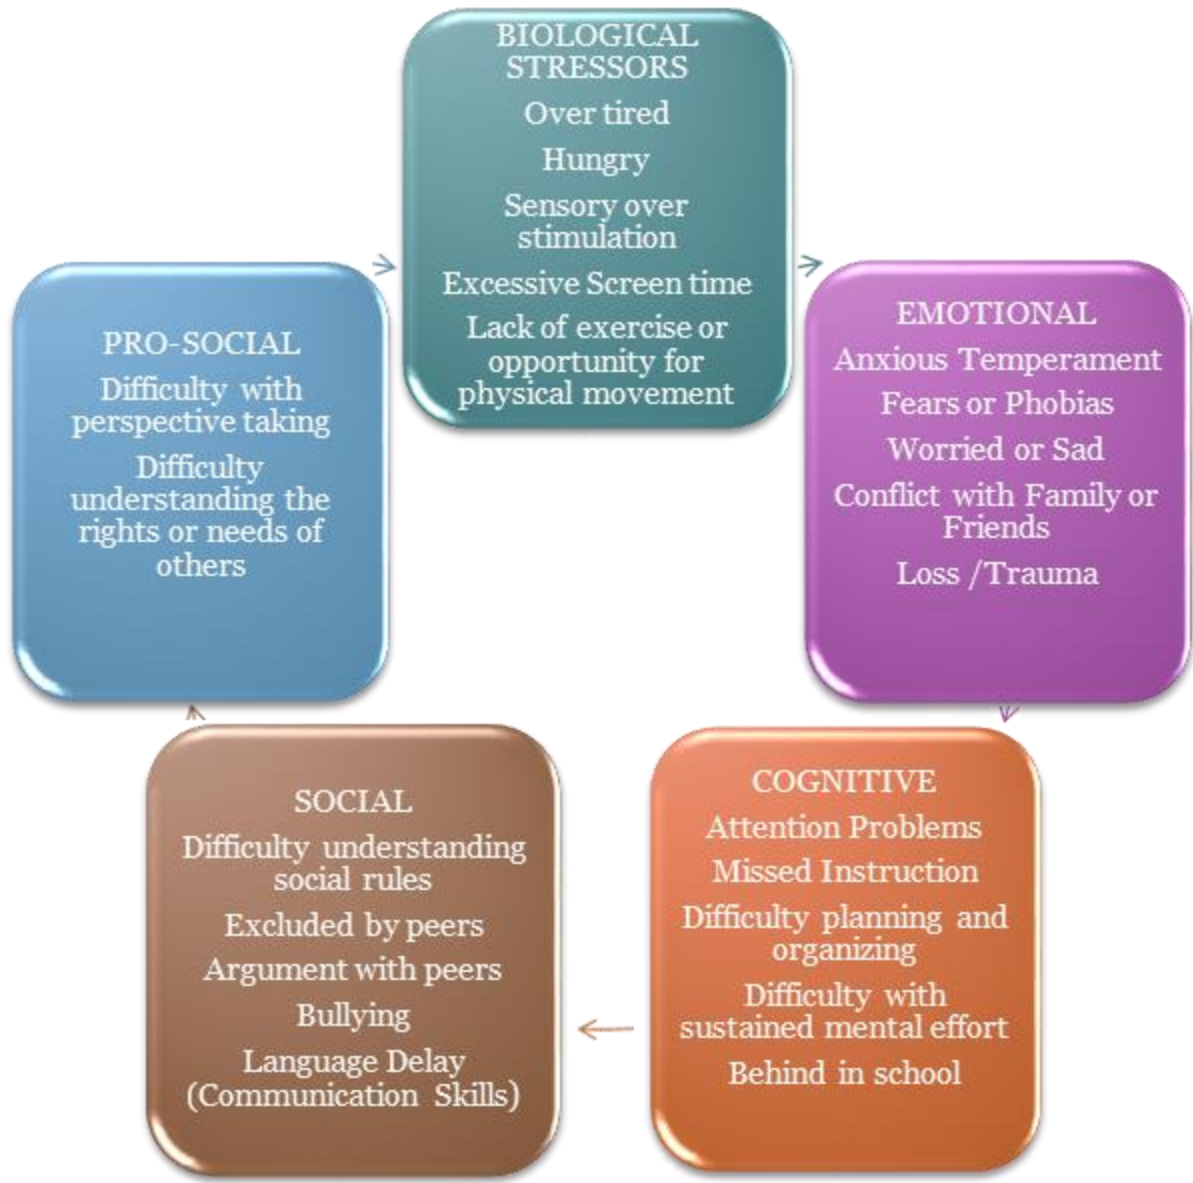 BIOLOGICAL
STRESSORS
Over tired
Hungry
Sensory over
stimulation
Excessive Screen time
Lack of exercise or
opportunity for
physical movement
EMOTIONAL
Anxious Temperament
Fears or Phobias
Worried or Sad
Conflict with Family or
Friends
Loss /Trauma
COGNITIVE
Attention Problems
Missed Instruction
Difficulty planning and
organizing
Difficulty with
sustained mental effort
Behind in school
SOCIAL
Difficulty understanding
social rules
Excluded by peers
Argument with peers
Bullying
Language Delay
(Communication Skills)
PRO-SOCIAL
Difficulty with
perspective taking
Difficulty
understanding the
rights or needs of
others